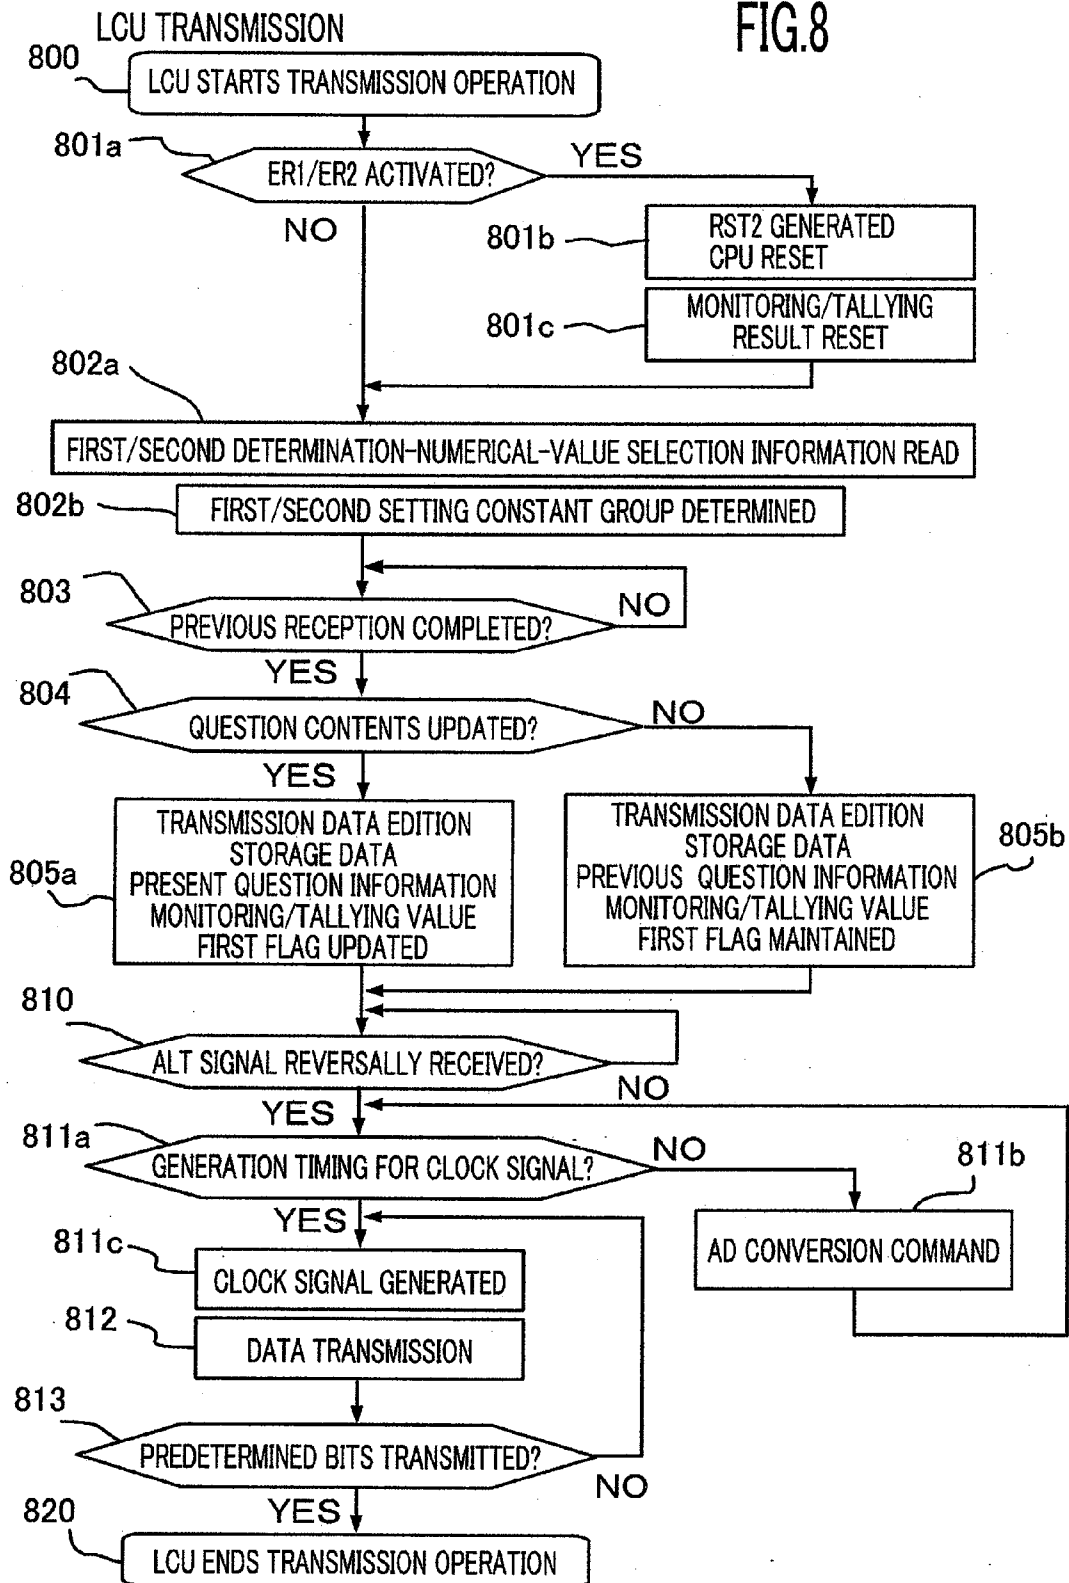 LCU TRANSMISSION
FIG.8
800
LCU STARTS TRANSMISSION OPERATION
801a
ER1/ER2 ACTIVATED?
YES
NO
801b
RST2 GENERATED
CPU RESET
801c
MONITORING/TALLYING
RESULT RESET
802a
FIRST/SECOND DETERMINATION-NUMERICAL-VALUE SELECTION INFORMATION READ
802b
FIRST/SECOND SETTING CONSTANT GROUP DETERMINED
803
PREVIOUS RECEPTION COMPLETED?
NO
YES
804
QUESTION CONTENTS UPDATED?
NO
YES
805a
TRANSMISSION DATA EDITION
STORAGE DATA
PRESENT QUESTION INFORMATION
MONITORING/TALLYING VALUE
FIRST FLAG UPDATED
TRANSMISSION DATA EDITION
STORAGE DATA
PREVIOUS QUESTION INFORMATION
MONITORING/TALLYING VALUE
FIRST FLAG MAINTAINED
805b
810
ALT SIGNAL REVERSALLY RECEIVED?
NO
YES
811a
GENERATION TIMING FOR CLOCK SIGNAL?
NO
811b
AD CONVERSION COMMAND
YES
811c
CLOCK SIGNAL GENERATED
812
DATA TRANSMISSION
813
PREDETERMINED BITS TRANSMITTED?
NO
YES
820
LCU ENDS TRANSMISSION OPERATION